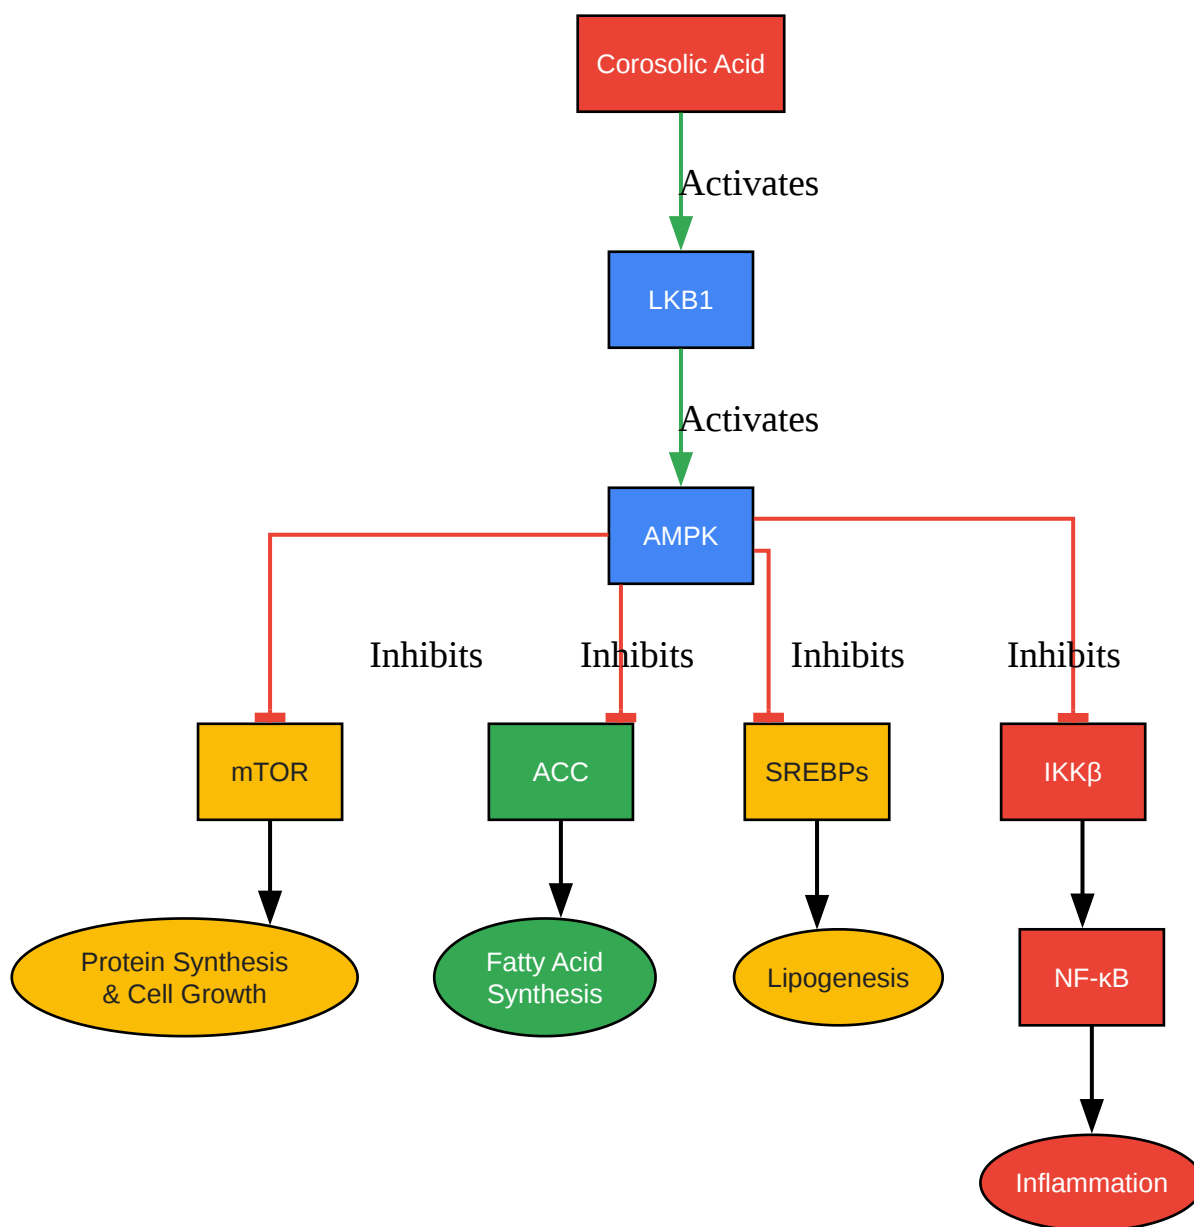 Corosolic Acid
Activates
LKB1
Activates
AMPK
Inhibits
Inhibits
Inhibits
Inhibits
mTOR
ACC
SREBPs
IKKβ
Protein Synthesis
& Cell Growth
Fatty Acid
Synthesis
Lipogenesis
NF-κB
Inflammation